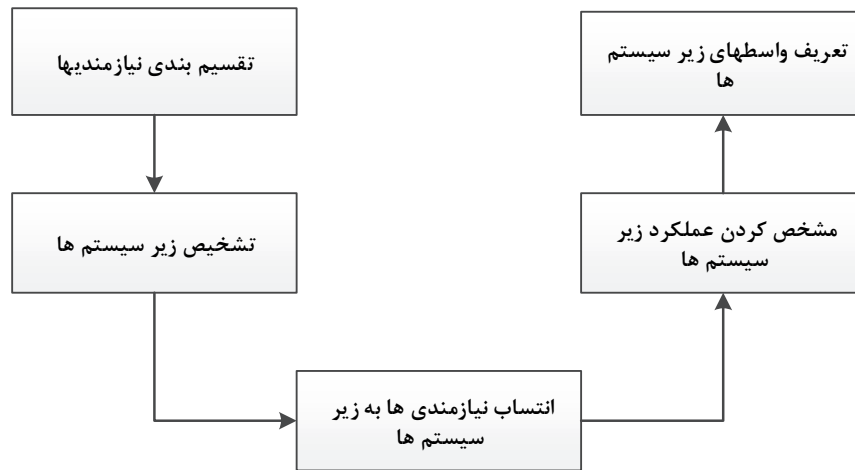 تقسیم بندی نیازمندیها
تشخیص زیر سیستم ها
انتساب نیازمندی ها به زیر
سیستم ها
مشخص کردن عملکرد زیر
سیستم ها
تعریف واسطهای زیر سیستم
ها